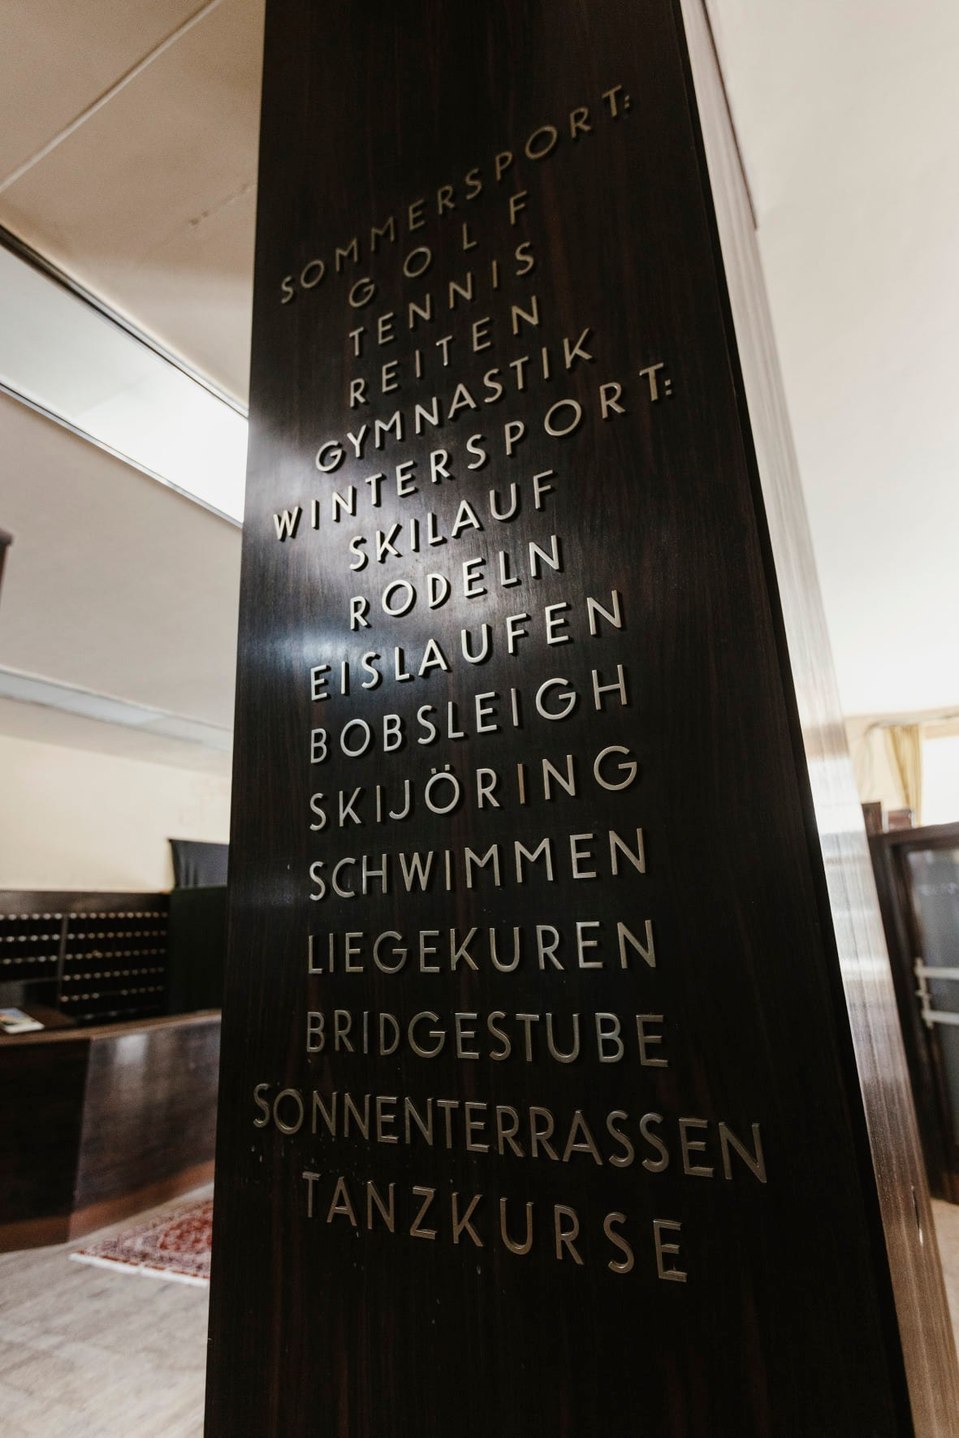 SOMMERSPORT:
GOLF
TENNIS
REITEN
GYMNASTIK
WINTERSPORT:
SKILAUF
RODELN
EISLAUFEN
BOBSLEIGH
SKIJÖRING
SCHWIMMEN
LIEGEKUREN
BRIDGESTUBE
SONNENTERRASSEN
TANZKURSE